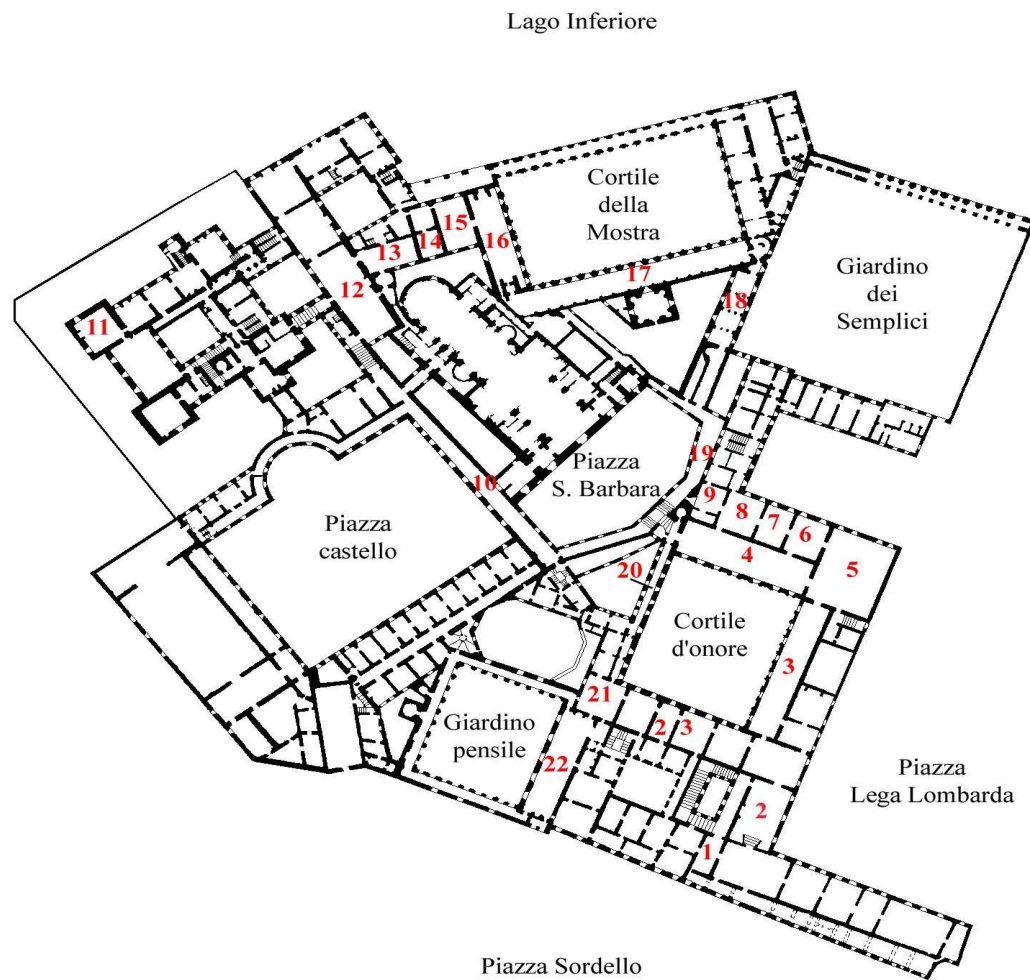 Lago Inferiore
Cortile
della
Mostra
Giardino
dei
Semplici
15
14
13
16
17
12
18
11
Piazza
S. Barbara
19
10
9
8
7
6
5
4
Piazza
castello
20
Cortile
d'onore
3
21
2
3
Giardino
pensile
22
Piazza
Lega Lombarda
2
1
Piazza Sordello